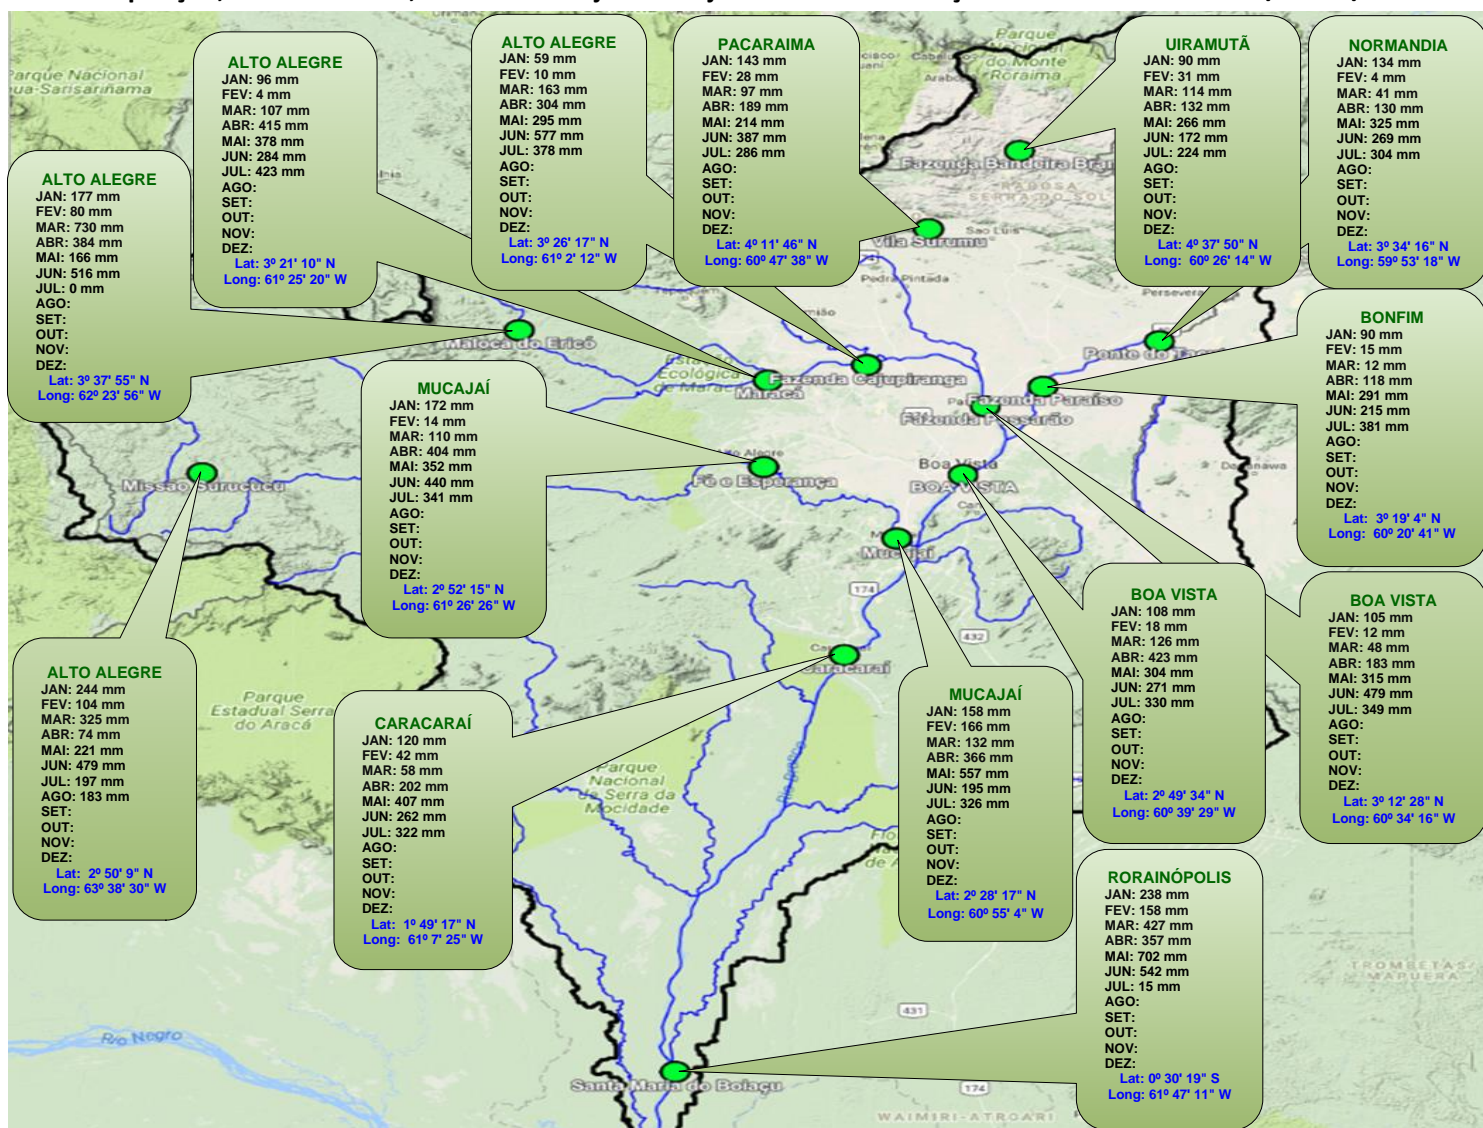 ALTO ALEGRE
JAN: 96 mm
FEV: 4 mm
MAR: 107 mm
ABR: 415 mm
MAI: 378 mm
JUN: 284 mm
JUL: 423 mm
AGO:
SET:
OUT:
NOV:
DEZ:
Lat: 3º 21' 10" N
Long: 61º 25' 20" W
ALTO ALEGRE
JAN: 59 mm
FEV: 10 mm
MAR: 163 mm
ABR: 304 mm
MAI: 295 mm
JUN: 577 mm
JUL: 378 mm
AGO:
SET:
OUT:
NOV:
DEZ:
Lat: 3º 26' 17" N
Long: 61º 2' 12" W
PACARAIMA
JAN: 143 mm
FEV: 28 mm
MAR: 97 mm
ABR: 189 mm
MAI: 214 mm
JUN: 387 mm
JUL: 286 mm
AGO:
SET:
OUT:
NOV:
DEZ:
Lat: 4º 11' 46" N
Long: 60º 47' 38" W
Parque
do Monte
Roraima
UIRAMUTÃ
JAN: 90 mm
FEV: 31 mm
MAR: 114 mm
ABR: 132 mm
MAI: 266 mm
JUN: 172 mm
JUL: 224 mm
AGO:
SET:
OUT:
NOV:
DEZ:
Lat: 4º 37' 50" N
Long: 60º 26' 14" W
NORMANDIA
JAN: 134 mm
FEV: 4 mm
MAR: 41 mm
ABR: 130 mm
MAI: 325 mm
JUN: 269 mm
JUL: 304 mm
AGO:
SET:
OUT:
NOV:
DEZ:
Lat: 3º 34' 16" N
Long: 59º 53' 18" W
Parque Nacional
ua-Sarisariñama
ALTO ALEGRE
JAN: 177 mm
FEV: 80 mm
MAR: 730 mm
ABR: 384 mm
MAI: 166 mm
JUN: 516 mm
JUL: 0 mm
AGO:
SET:
OUT:
NOV:
DEZ:
Lat: 3º 37' 55" N
Long: 62º 23' 56" W
Fazenda Bandeira Bran
RAPOSA
SERRA DO SOL
Vila Surumu
Sao Luis
Pedra Pintada
Maloca do Ericó
Estação
Ecológica
de Maracá
Maracá
Fazenda Cajupiranga
Ponte do Tac
Fazenda Paraíso
Fazenda Passarão
BONFIM
JAN: 90 mm
FEV: 15 mm
MAR: 12 mm
ABR: 118 mm
MAI: 291 mm
JUN: 215 mm
JUL: 381 mm
AGO:
SET:
OUT:
NOV:
DEZ:
Lat: 3º 19' 4" N
Long: 60º 20' 41" W
MUCAJAÍ
JAN: 172 mm
FEV: 14 mm
MAR: 110 mm
ABR: 404 mm
MAI: 352 mm
JUN: 440 mm
JUL: 341 mm
AGO:
SET:
OUT:
NOV:
DEZ:
Lat: 2º 52' 15" N
Long: 61º 26' 26" W
Missão Surucucu
Fé e Esperança
Boa Vista
BOA VISTA
Mucajaí
174
432
Caracaraí
ALTO ALEGRE
JAN: 244 mm
FEV: 104 mm
MAR: 325 mm
ABR: 74 mm
MAI: 221 mm
JUN: 479 mm
JUL: 197 mm
AGO: 183 mm
SET:
OUT:
NOV:
DEZ:
Lat: 2º 50' 9" N
Long: 63º 38' 30" W
Parque
Estadual Serra
do Aracá
CARACARAÍ
JAN: 120 mm
FEV: 42 mm
MAR: 58 mm
ABR: 202 mm
MAI: 407 mm
JUN: 262 mm
JUL: 322 mm
AGO:
SET:
OUT:
NOV:
DEZ:
Lat: 1º 49' 17" N
Long: 61º 7' 25" W
Parque
Nacional
da Serra da
Mocidade
Rio Branco
MUCAJAÍ
JAN: 158 mm
FEV: 166 mm
MAR: 132 mm
ABR: 366 mm
MAI: 557 mm
JUN: 195 mm
JUL: 326 mm
AGO:
SET:
OUT:
NOV:
DEZ:
Lat: 2º 28' 17" N
Long: 60º 55' 4" W
BOA VISTA
JAN: 108 mm
FEV: 18 mm
MAR: 126 mm
ABR: 423 mm
MAI: 304 mm
JUN: 271 mm
JUL: 330 mm
AGO:
SET:
OUT:
NOV:
DEZ:
Lat: 2º 49' 34" N
Long: 60º 39' 29" W
BOA VISTA
JAN: 105 mm
FEV: 12 mm
MAR: 48 mm
ABR: 183 mm
MAI: 315 mm
JUN: 479 mm
JUL: 349 mm
AGO:
SET:
OUT:
NOV:
DEZ:
Lat: 3º 12' 28" N
Long: 60º 34' 16" W
RORAINÓPOLIS
JAN: 238 mm
FEV: 158 mm
MAR: 427 mm
ABR: 357 mm
MAI: 702 mm
JUN: 542 mm
JUL: 15 mm
AGO:
SET:
OUT:
NOV:
DEZ:
Lat: 0º 30' 19" S
Long: 61º 47' 11" W
TROMBETAS/
MAPUERA
Rio Negro
431
174
Santa Maria do Boiaçu
WAIMIRI-ATROARI